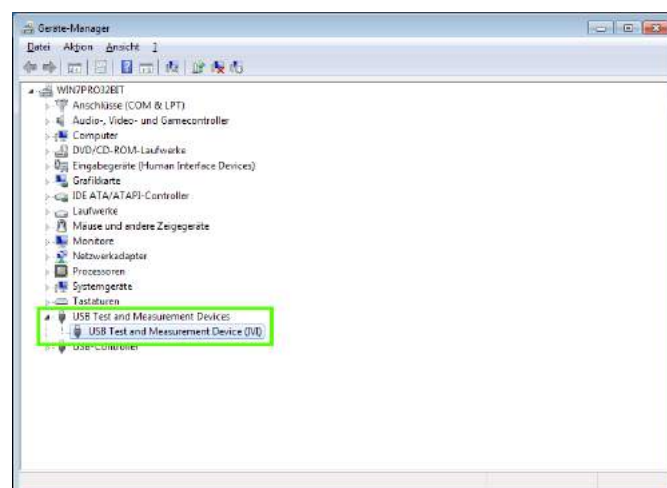 Geräte-Manager
Datei Aktion Ansicht ?
WIN7PRO32BIT
Anschlüsse (COM & LPT)
Audio-, Video- und Gamecontroller
Computer
DVD/CD-ROM-Laufwerke
Eingabegeräte (Human Interface Devices)
Grafikkarte
IDE ATA/ATAPI-Controller
Laufwerke
Mäuse und andere Zeigegeräte
Monitore
Netzwerkadapter
Prozessoren
Systemgeräte
Tastaturen
USB Test and Measurement Devices
USB Test and Measurement Device (IVI)
USB-Controller